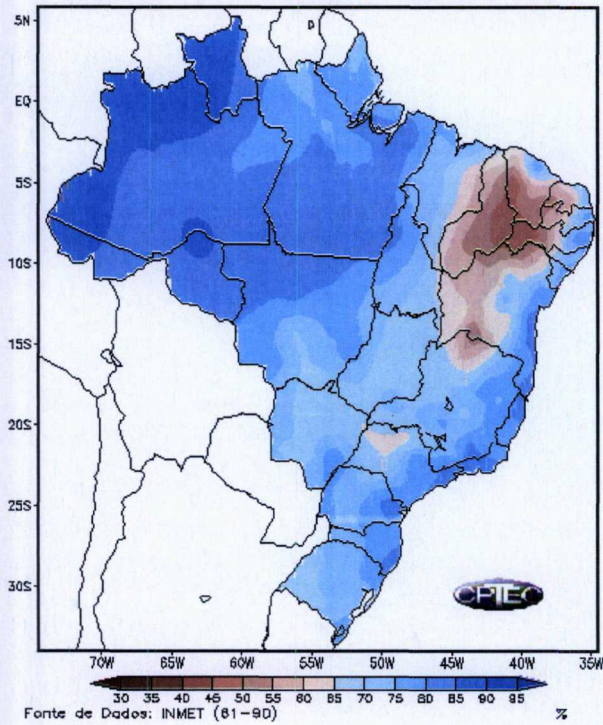 5N
EQ
5S
10S
15S
20S
25S
30S
CPTEC
70W 65W 60W 55W 50W 45W 40W 35W
30 35 40 45 50 55 60 65 70 75 80 85 90 95
Fonte de Dados: INMET (61-90) %